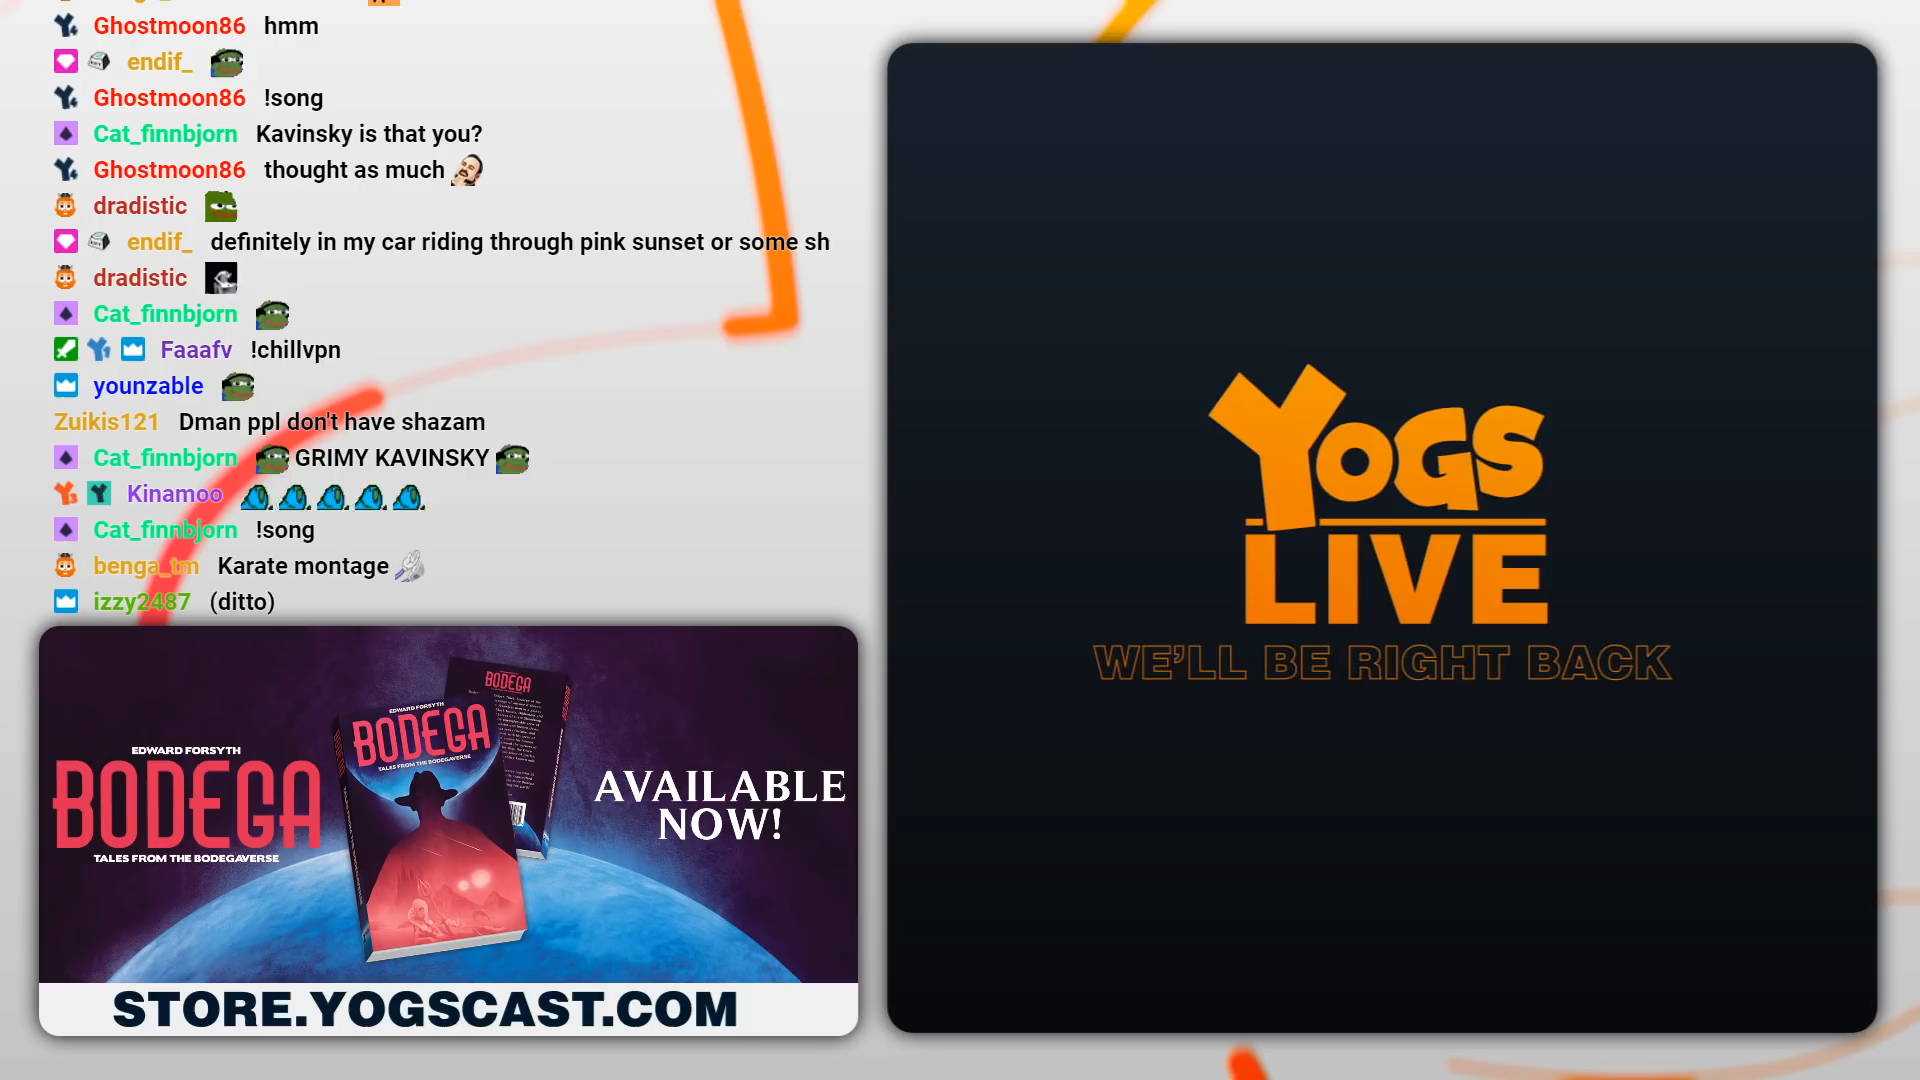 Ghostmoon86 hmm
endif_
Ghostmoon86 !song
Cat_finnbjorn Kavinsky is that you?
Ghostmoon86 thought as much
dradistic
endif_ definitely in my car riding through pink sunset or some sh
dradistic
Cat_finnbjorn
Faaafv !chillvpn
younzable
Zuikis121 Dman ppl don't have shazam
Cat_finnbjorn GRIMY KAVINSKY
Kinamoo
Cat_finnbjorn !song
benga_tm Karate montage
izzy2487 (ditto)
EDWARD FORSYTH
BODEGA
TALES FROM THE BODEGAVERSE
EDWARD FORSYTH
BODEGA
TALES FROM THE BODEGAVERSE
BODEGA
AVAILABLE
NOW!
STORE.YOGSCAST.COM
YOGS
LIVE
WE'LL BE RIGHT BACK